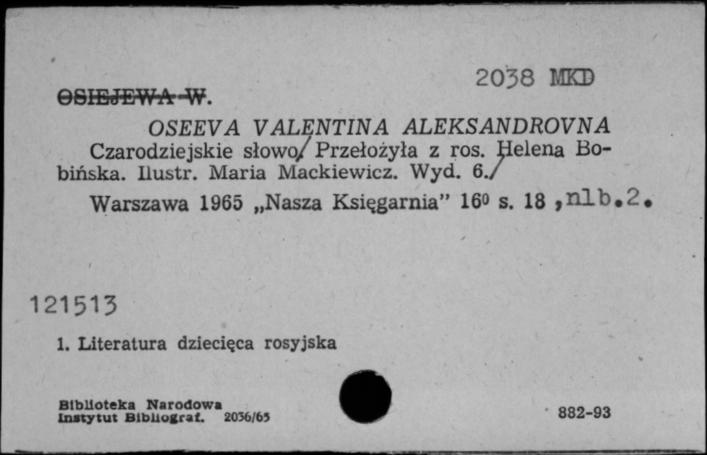 2038 MKD
OSIEJEWA W.
OSEEVA VALENTINA ALEKSANDROVNA
Czarodziejskie słowo/ Przełożyła z ros. Helena Bo-
bińska. Ilustr. Maria Mackiewicz. Wyd. 6./
Warszawa 1965 „Nasza Księgarnia” 16⁰ s. 18 ,nlb.2.
121513
1. Literatura dziecięca rosyjska
Biblioteka Narodowa
Instytut Bibliograf. 2036/65
882-93